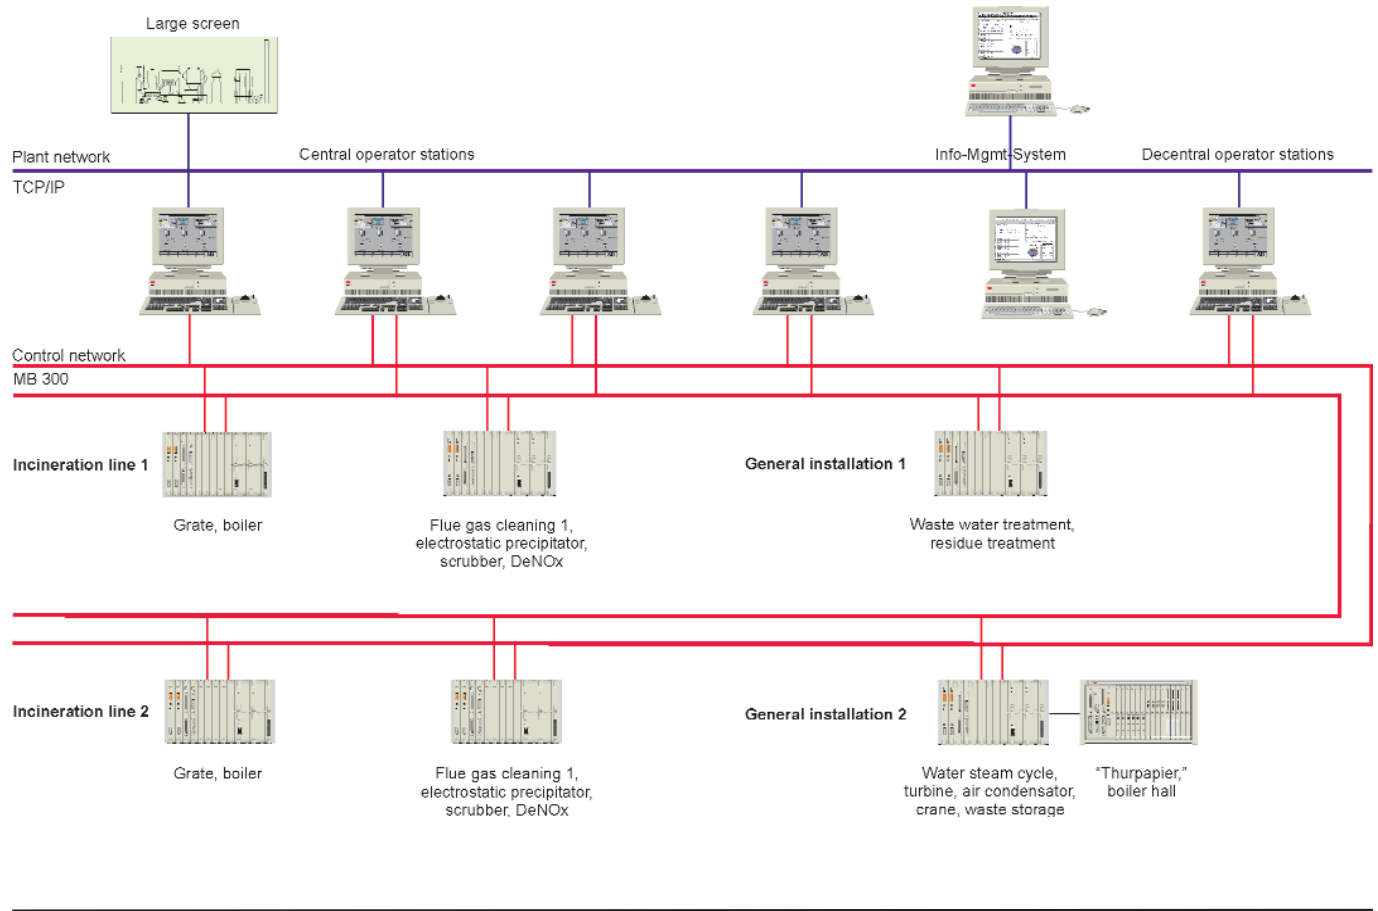 Large screen
Plant network
Central operator stations
Info-Mgmt-System
Decentral operator stations
TCP/IP
Control network
MB 300
Incineration line 1
General installation 1
Grate, boiler
Flue gas cleaning 1,
electrostatic precipitator,
scrubber, DeNOx
Waste water treatment,
residue treatment
Incineration line 2
General installation 2
Grate, boiler
Flue gas cleaning 1,
electrostatic precipitator,
scrubber, DeNOx
Water steam cycle,
turbine, air condensator,
crane, waste storage
“Thurpapier,”
boiler hall